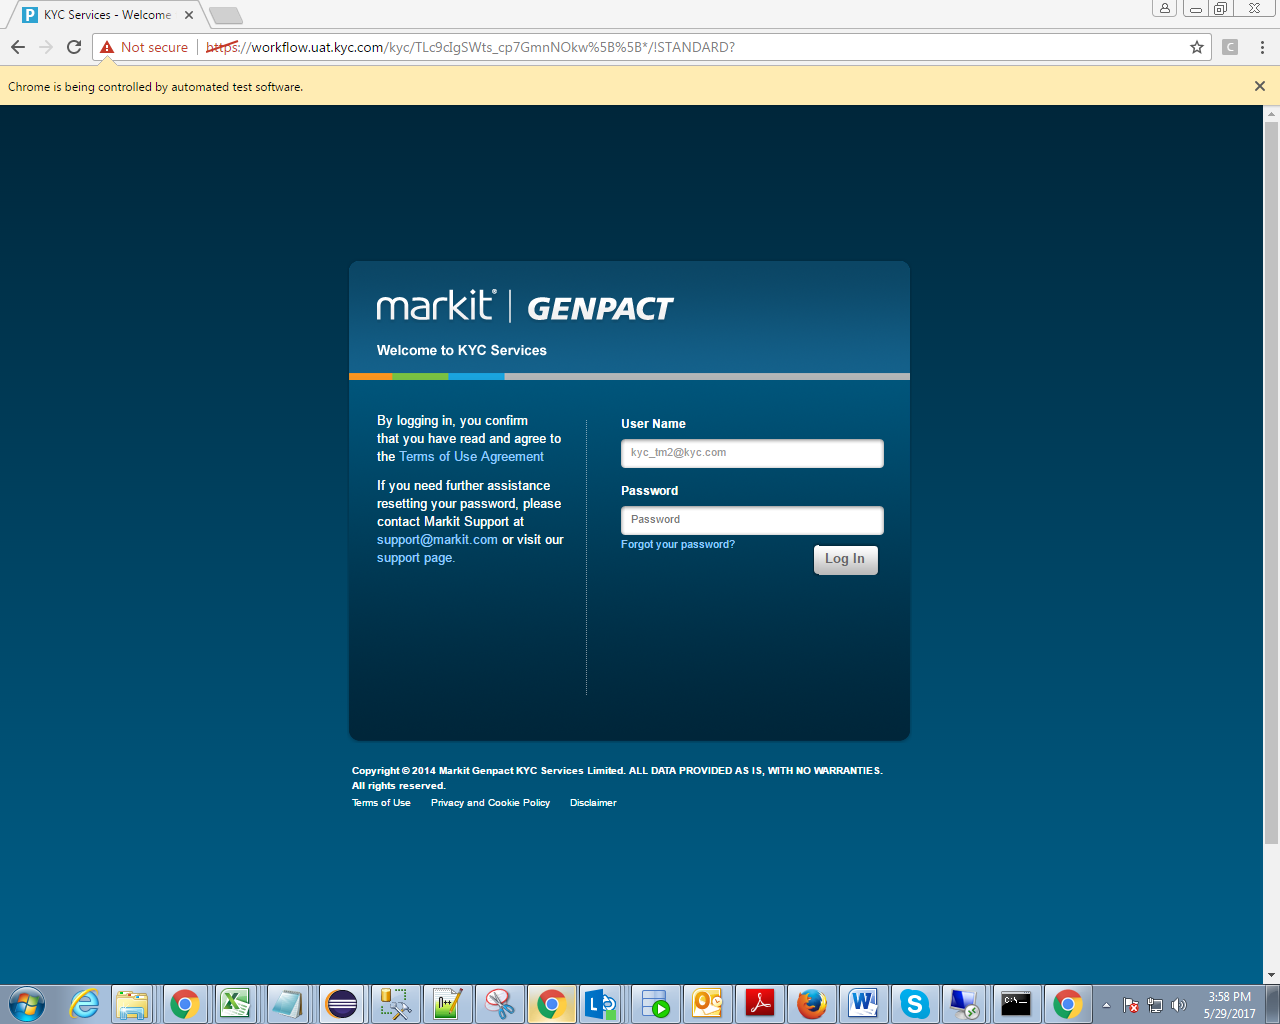 KYC Services - Welcome
Not secure
https://workflow.uat.kyc.com/kyc/TLc9cIgSWts_cp7GmnNOkw%5B%5B*/!STANDARD?
C
Chrome is being controlled by automated test software.
markit® | GENPACT
Welcome to KYC Services
By logging in, you confirm
that you have read and agree to
the Terms of Use Agreement
If you need further assistance
resetting your password, please
contact Markit Support at
support@markit.com or visit our
support page.
User Name
kyc_tm2@kyc.com
Password
Password
Forgot your password?
Log In
Copyright © 2014 Markit Genpact KYC Services Limited. ALL DATA PROVIDED AS IS, WITH NO WARRANTIES.
All rights reserved.
Terms of Use Privacy and Cookie Policy Disclaimer
3:58 PM
5/29/2017